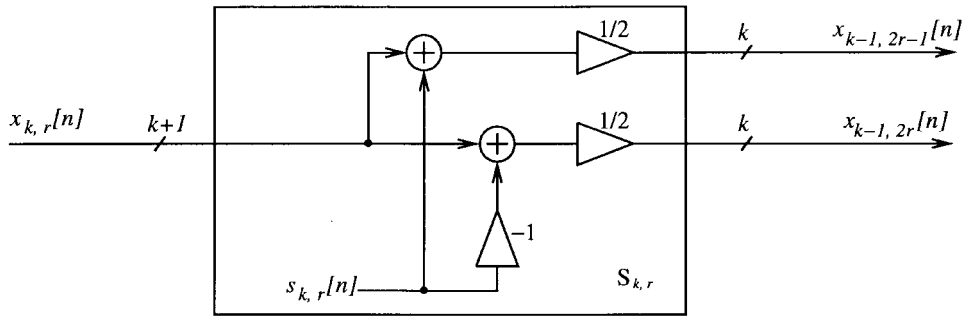 1/2
k
x_{k-1, 2r-1}[n]
x_{k, r}[n]
k+1
1/2
k
x_{k-1, 2r}[n]
-1
s_{k, r}[n]
S_{k, r}